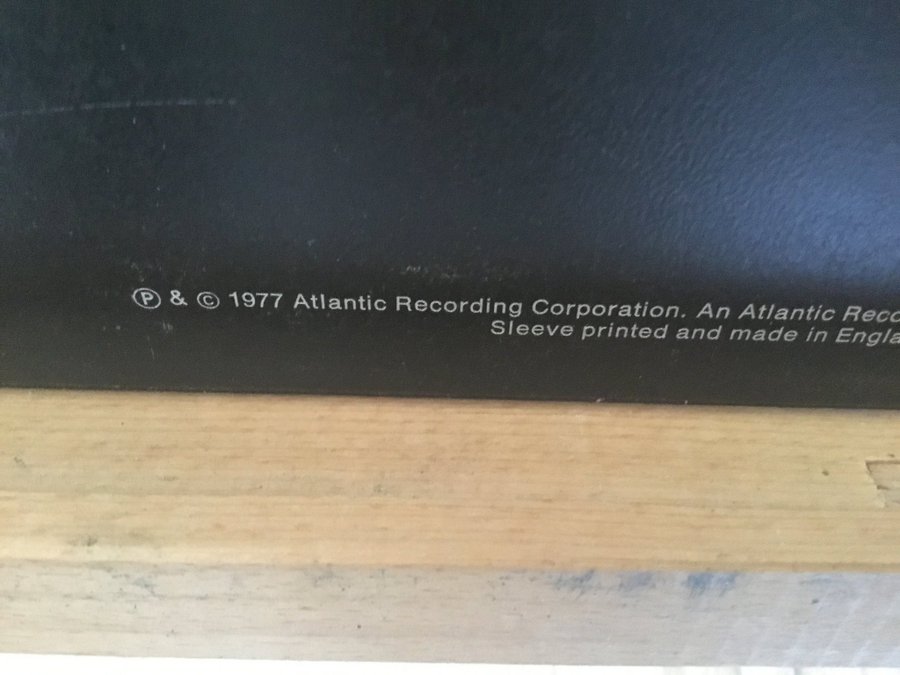 Ⓟ & © 1977 Atlantic Recording Corporation. An Atlantic
Sleeve printed and made in